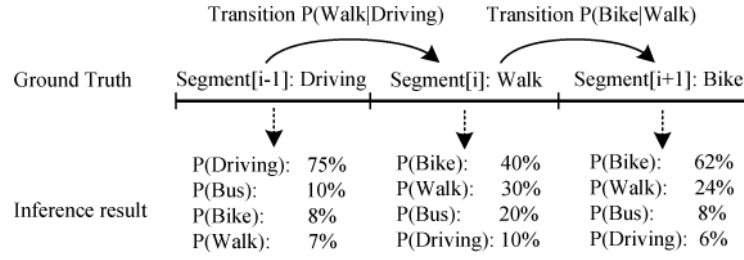 Transition P(Walk|Driving) Transition P(Bike|Walk)
Ground Truth Segment[i-1]: Driving Segment[i]: Walk Segment[i+1]: Bike
P(Driving): 75% P(Bike): 40% P(Bike): 62%
P(Bus): 10% P(Walk): 30% P(Walk): 24%
Inference result P(Bike): 8% P(Bus): 20% P(Bus): 8%
P(Walk): 7% P(Driving): 10% P(Driving): 6%